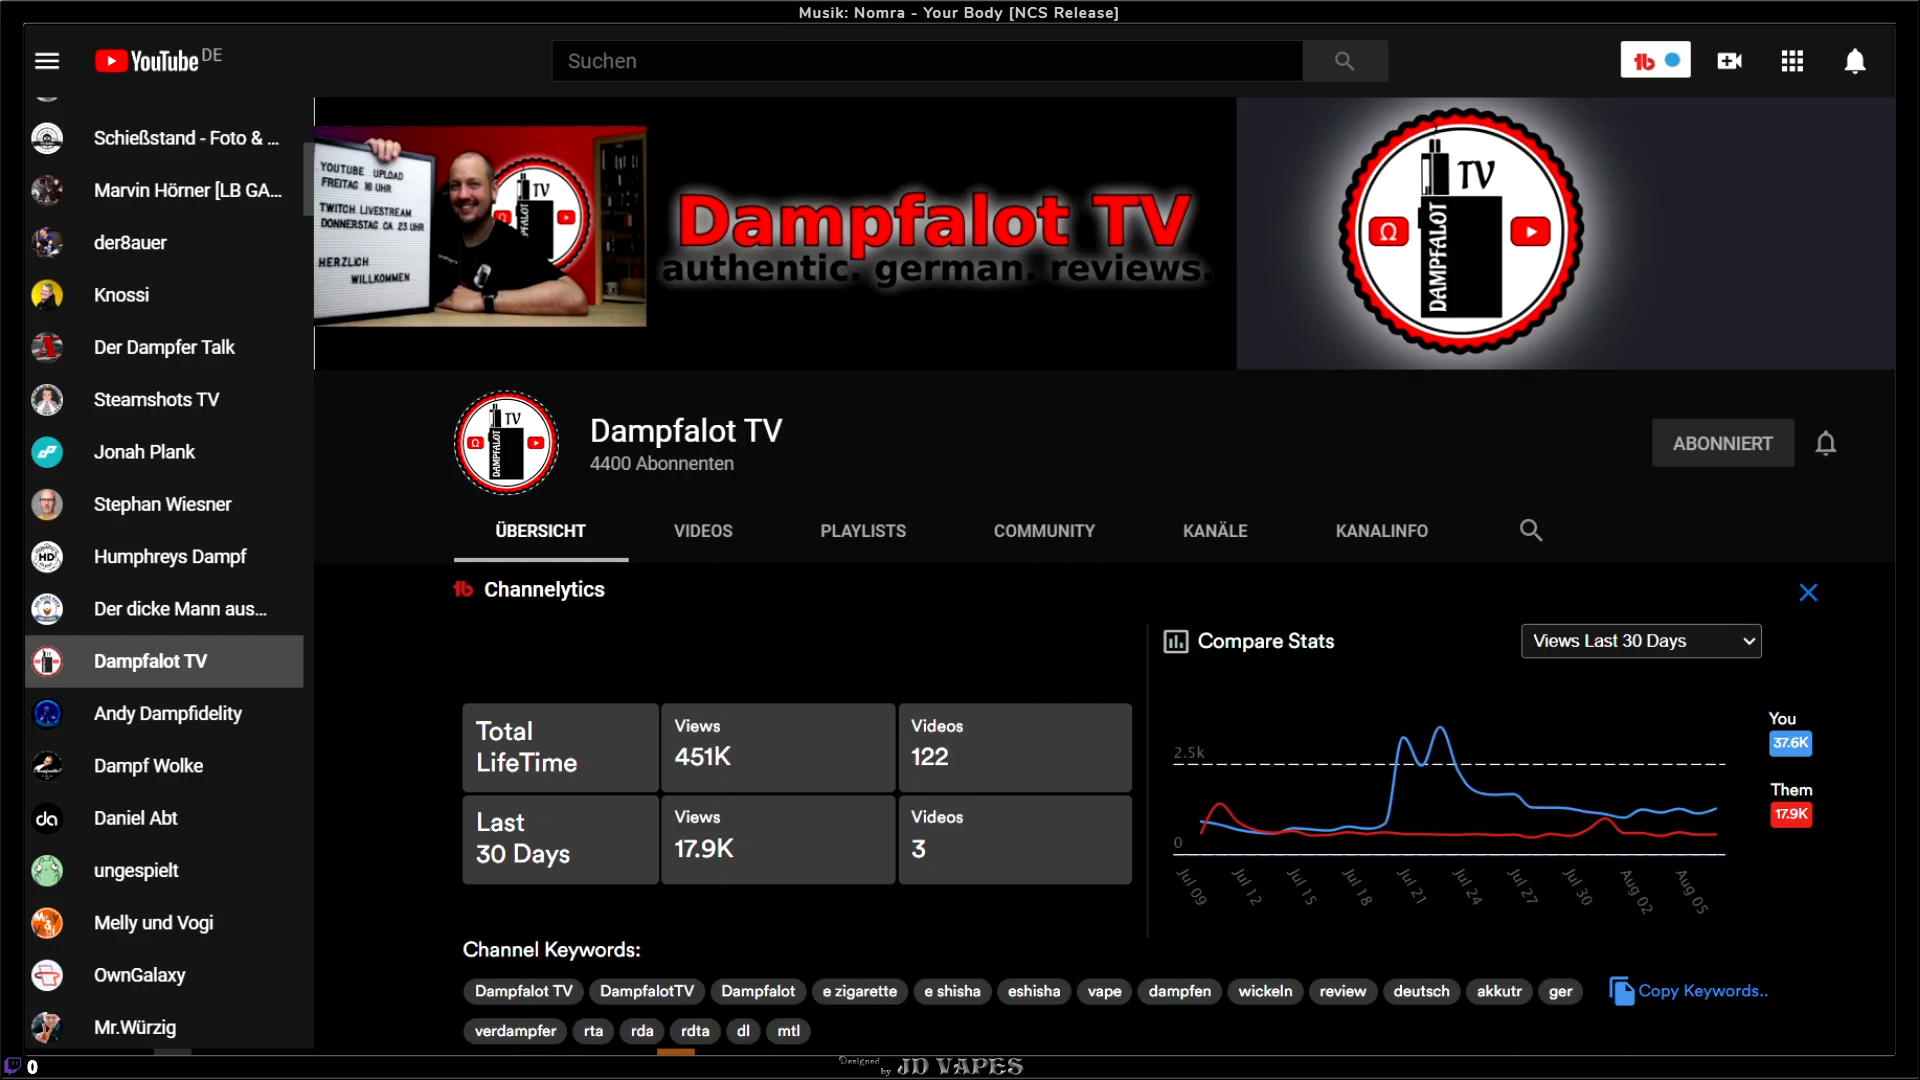 Musik: Nomra - Your Body [NCS Release]
YouTube DE
Suchen
Schießstand - Foto & ...
Marvin Hörner [LB GA...
der8auer
Knossi
Der Dampfer Talk
Steamshots TV
Jonah Plank
Stephan Wiesner
Humphreys Dampf
Der dicke Mann aus...
Dampfalot TV
Andy Dampfidelity
Dampf Wolke
Daniel Abt
ungespielt
Melly und Vogi
OwnGalaxy
Mr.Würzig
YOUTUBE UPLOAD
FREITAG 16 UHR
TWITCH LIVESTREAM
DONNERSTAG CA 23 UHR
HERZLICH
WILLKOMMEN
TV
DAMPFALOT
Dampfalot TV
authentic. german. reviews.
TV
Ω
DAMPFALOT
TV
Ω
DAMPFALOT
Dampfalot TV
4400 Abonnenten
ABONNIERT
ÜBERSICHT VIDEOS PLAYLISTS COMMUNITY KANÄLE KANALINFO
Channelytics
Total
LifeTime
Views
451K
Videos
122
Last
30 Days
Views
17.9K
Videos
3
Compare Stats
Views Last 30 Days
2.5k
0
Jul 09 Jul 12 Jul 15 Jul 18 Jul 21 Jul 24 Jul 27 Jul 30 Aug 02 Aug 05
You
37.6K
Them
17.9K
Channel Keywords:
Dampfalot TV DampfalotTV Dampfalot e zigarette e shisha eshisha vape dampfen wickeln review deutsch akkutr ger
Copy Keywords..
verdampfer rta rda rdta dl mtl
0
Designed
by JD VAPES